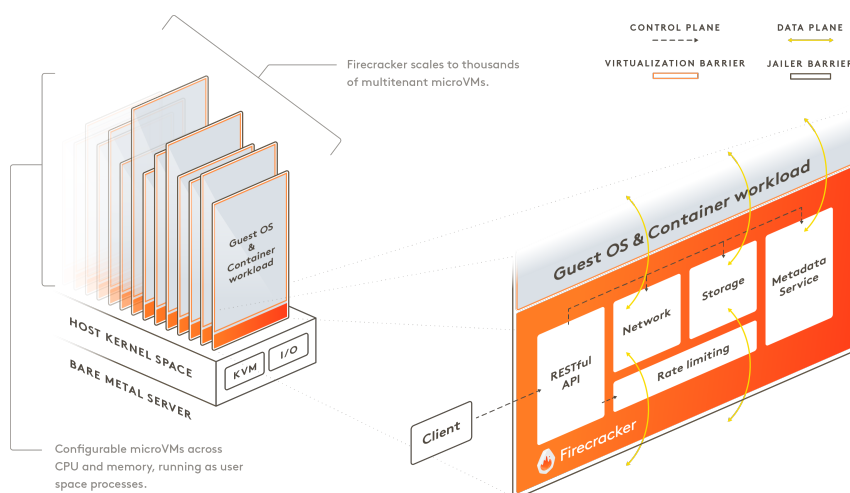 CONTROL PLANE
DATA PLANE
VIRTUALIZATION BARRIER
JAILER BARRIER
Firecracker scales to thousands
of multitenant microVMs.
Guest OS
&
Container
workload
Guest OS & Container workload
RESTful
API
Network
Storage
Metadata
Service
Rate limiting
Firecracker
Client
HOST KERNEL SPACE
KVM
I/O
BARE METAL SERVER
Configurable microVMs across
CPU and memory, running as user
space processes.